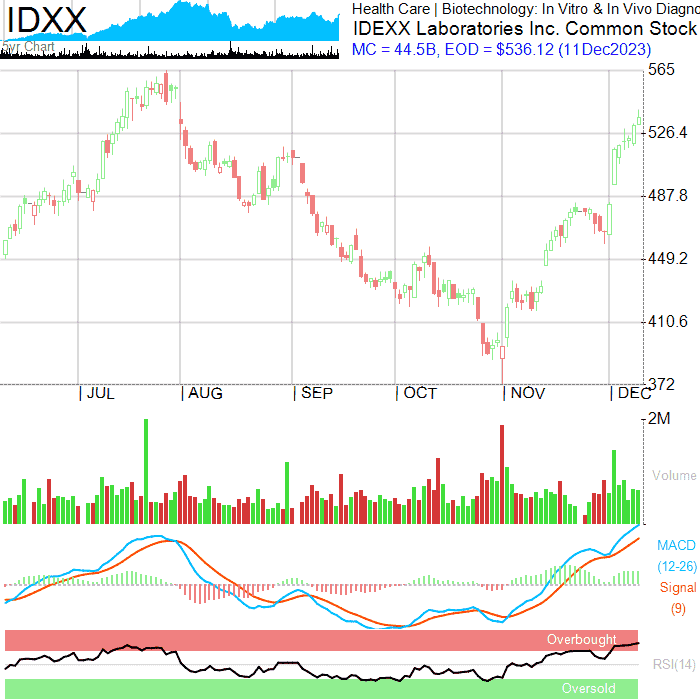 IDXX
5yr Chart
Health Care | Biotechnology: In Vitro & In Vivo Diagno
IDEXX Laboratories Inc. Common Stock
MC = 44.5B, EOD = $536.12 (11Dec2023)
565
526.4
487.8
449.2
410.6
372
| JUL | AUG | SEP | OCT | NOV | DEC
2M
Volume
MACD
(12-26)
Signal
(9)
Overbought
RSI(14)
Oversold